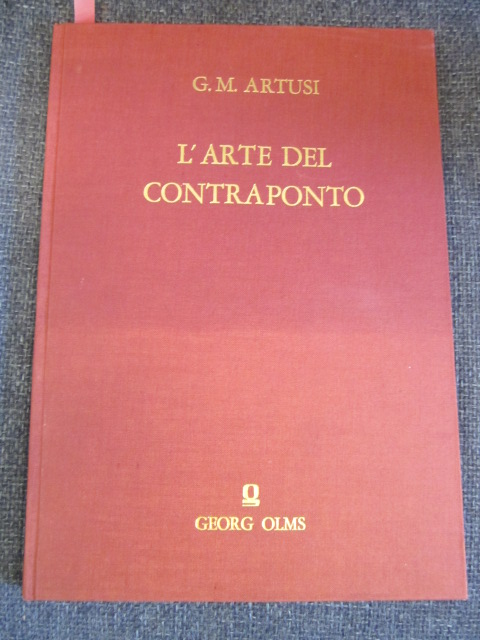 G. M. ARTUSI
L'ARTE DEL
CONTRAPONTO
GEORG OLMS